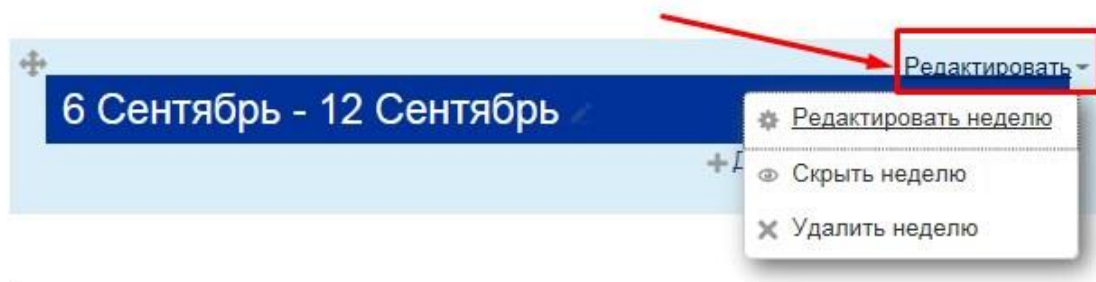 Редактировать
6 Сентябрь - 12 Сентябрь
Редактировать неделю
Скрыть неделю
Удалить неделю